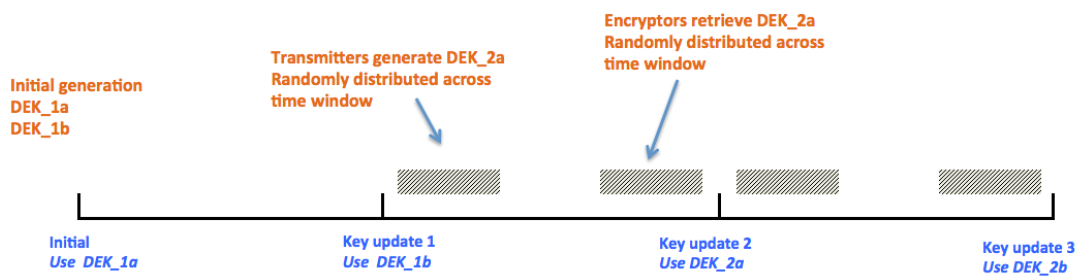 Encryptors retrieve DEK_2a
Randomly distributed across
time window
Transmitters generate DEK_2a
Randomly distributed across
time window
Initial generation
DEK_1a
DEK_1b
Initial
Use DEK_1a
Key update 1
Use DEK_1b
Key update 2
Use DEK_2a
Key update 3
Use DEK_2b